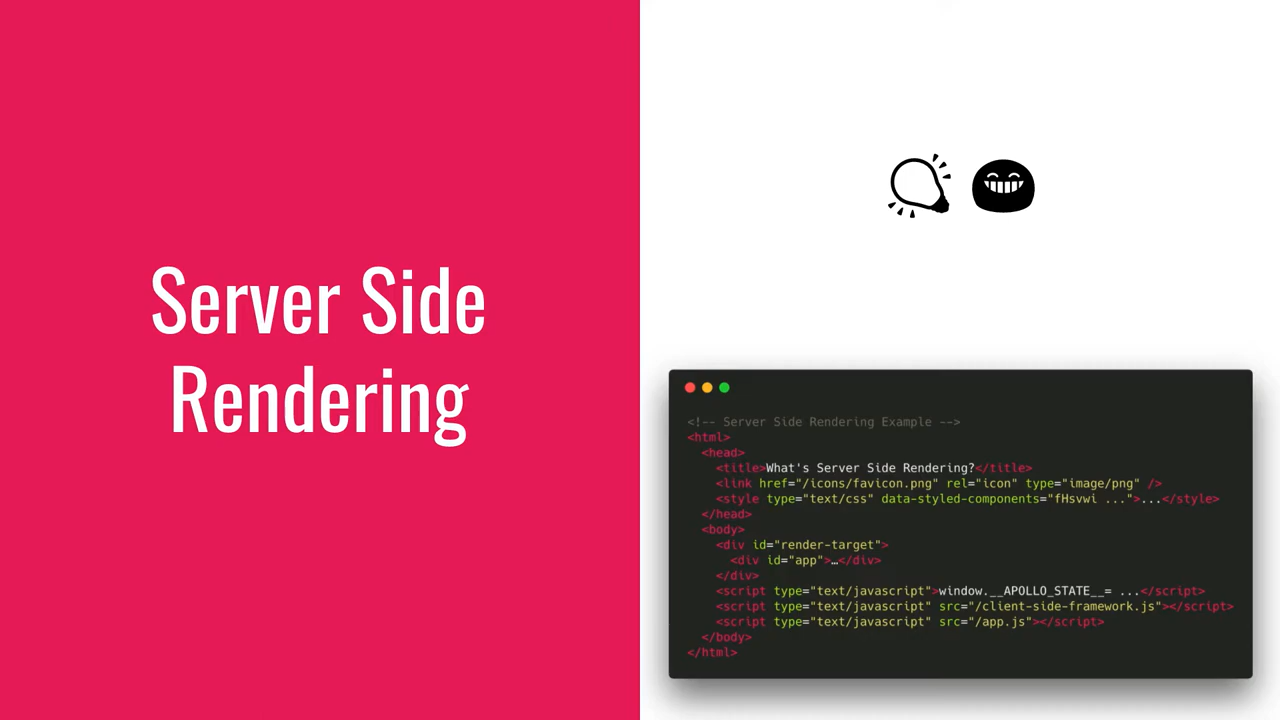 Server Side
Rendering
<!-- Server Side Rendering Example -->
<html>
  <head>
    <title>What's Server Side Rendering?</title>
    <link href="/icons/favicon.png" rel="icon" type="image/png" />
    <style type="text/css" data-styled-components="fHsvwi ...">...</style>
  </head>
  <body>
    <div id="render-target">
      <div id="app">…</div>
    </div>
    <script type="text/javascript">window.__APOLLO_STATE__= ...</script>
    <script type="text/javascript" src="/client-side-framework.js"></script>
    <script type="text/javascript" src="/app.js"></script>
  </body>
</html>